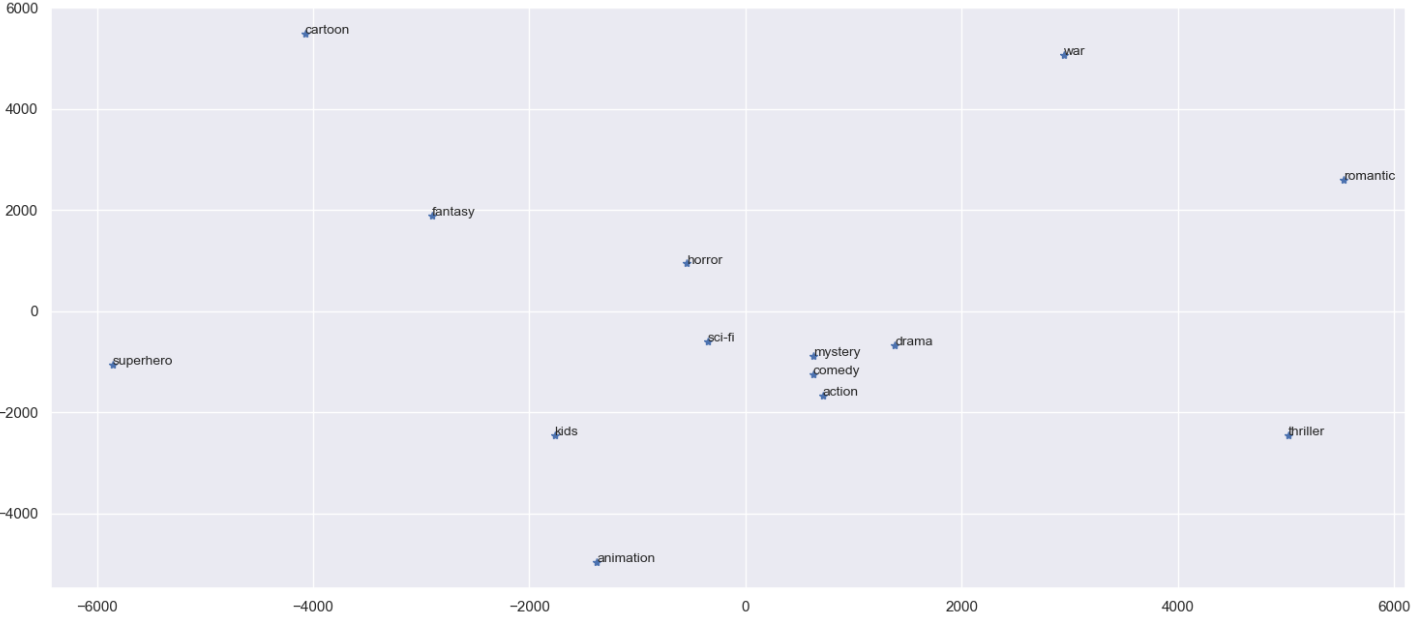 6000
cartoon
war
4000
romantic
2000
fantasy
horror
0
sci-fi
drama
mystery
superhero
comedy
action
−2000
kids
thriller
−4000
animation
−6000 −4000 −2000 0 2000 4000 6000